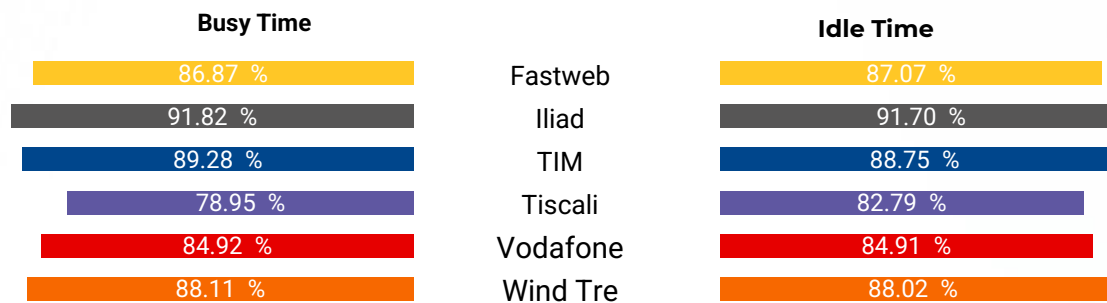 Busy Time Idle Time
86.87 % Fastweb 87.07 %
91.82 % Iliad 91.70 %
89.28 % TIM 88.75 %
78.95 % Tiscali 82.79 %
84.92 % Vodafone 84.91 %
88.11 % Wind Tre 88.02 %